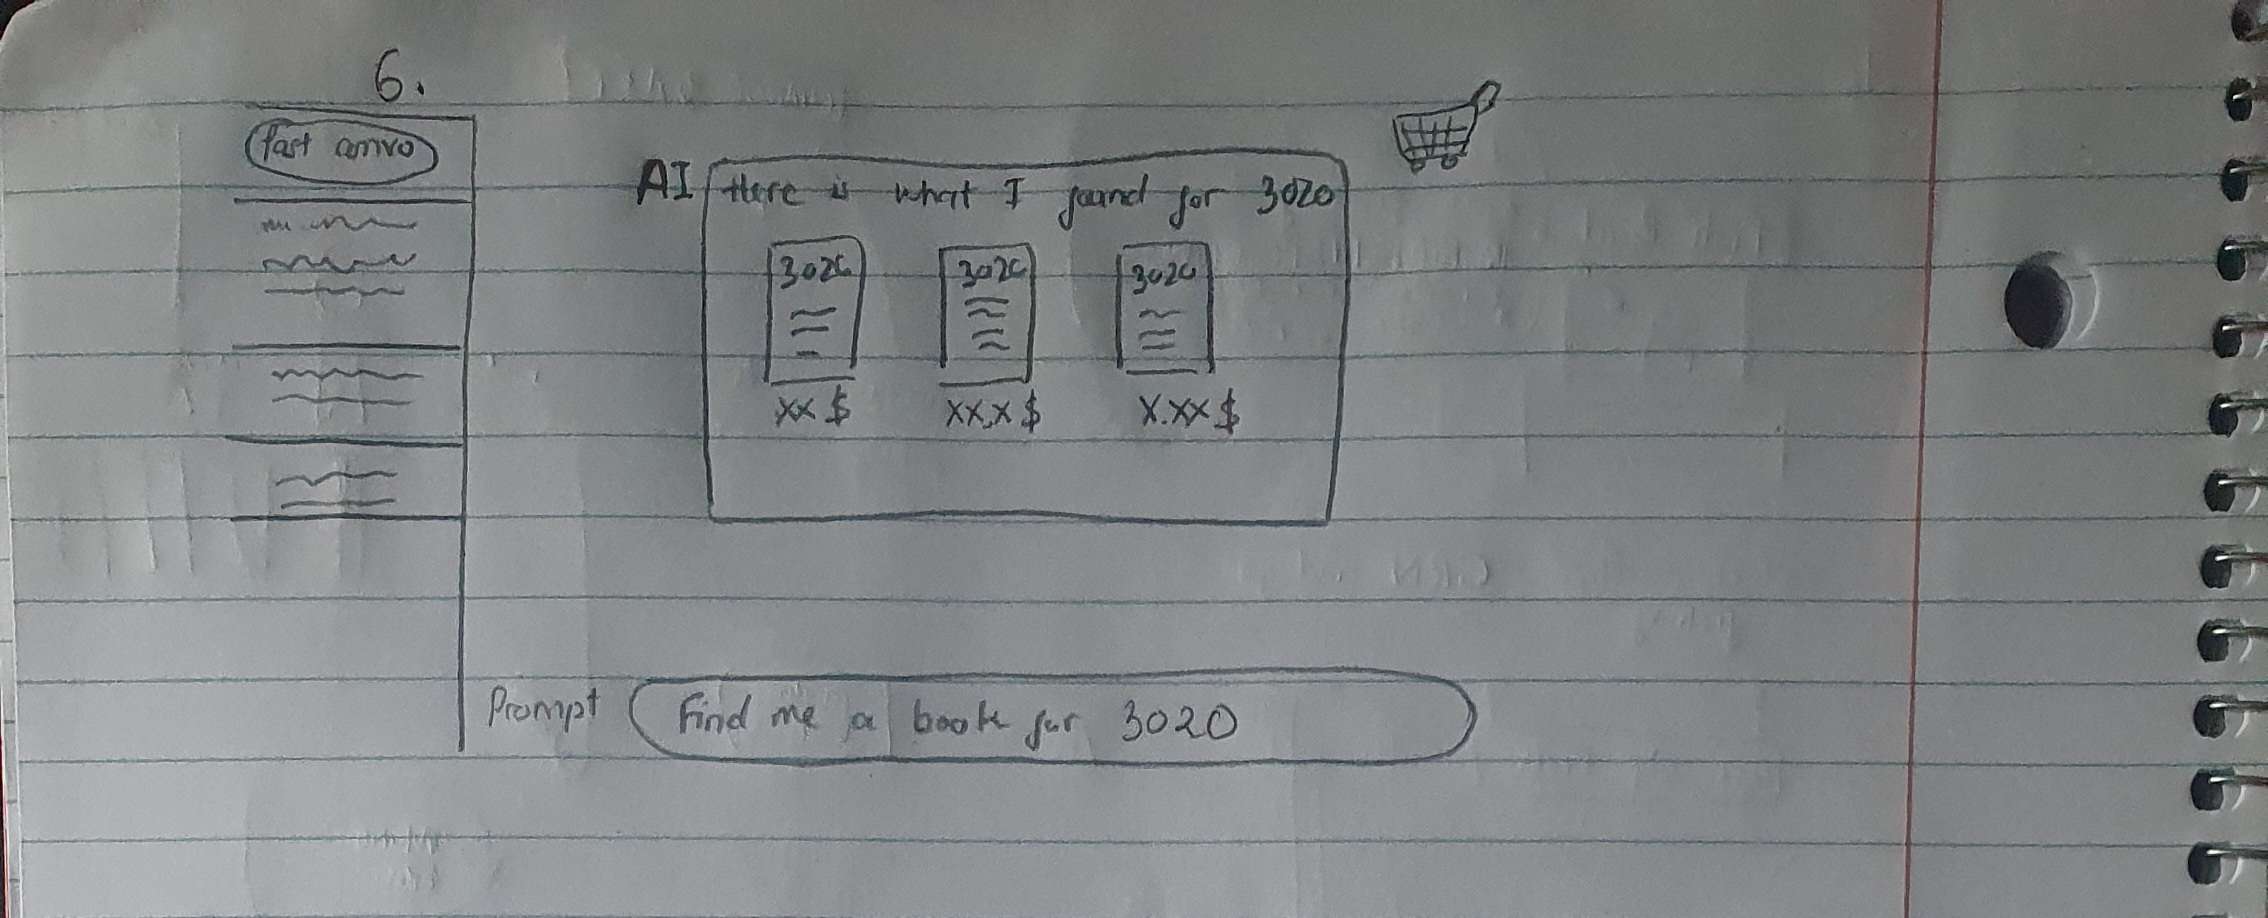 6.
Past convo
AI Here is what I found for 3020
3020 3020 3020
xx $ xx.x $ x.xx $
Prompt Find me a book for 3020